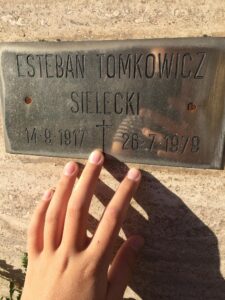 ESTEBAN TOMKOWICZ
SIELECKI
14-9-1917 † 26-7-1979